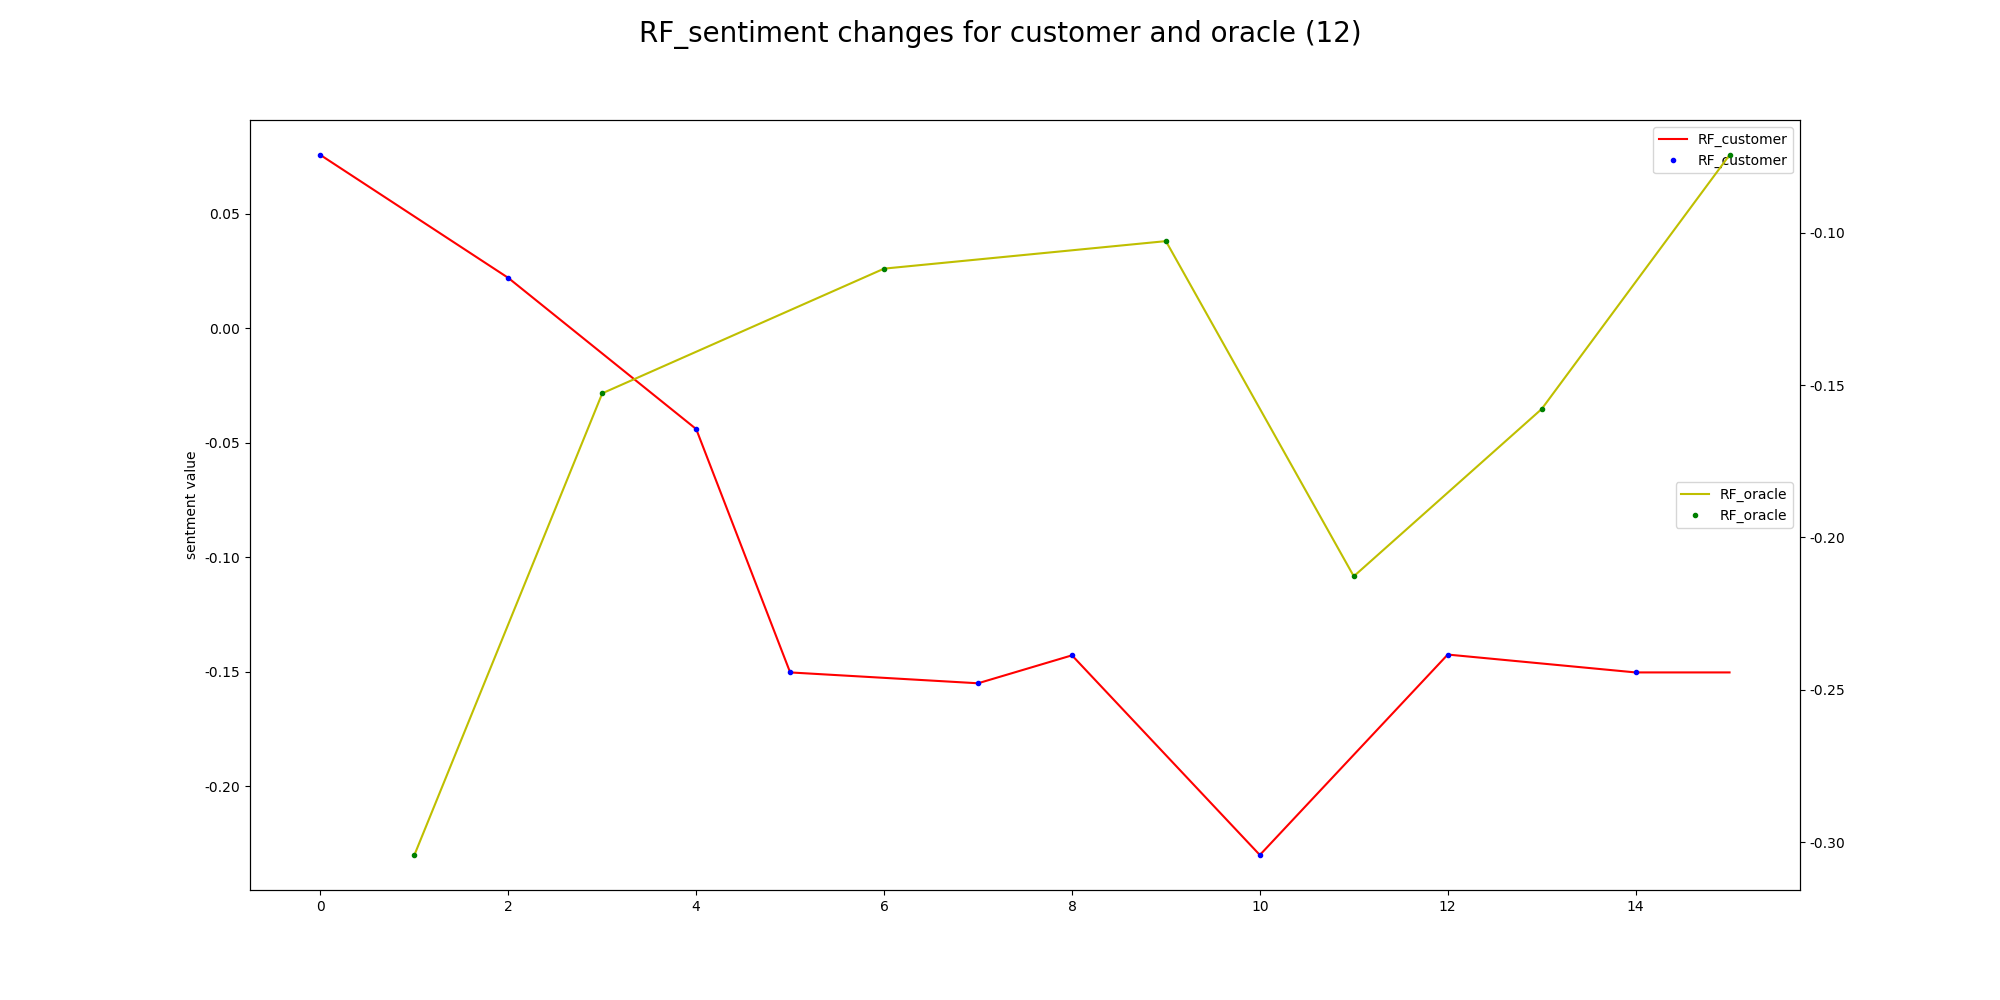 RF_sentiment changes for customer and oracle (12)
RF_customer
RF_customer
RF_oracle
RF_oracle
sentment value
0.05
0.00
-0.05
-0.10
-0.15
-0.20
-0.10
-0.15
-0.20
-0.25
-0.30
0 2 4 6 8 10 12 14